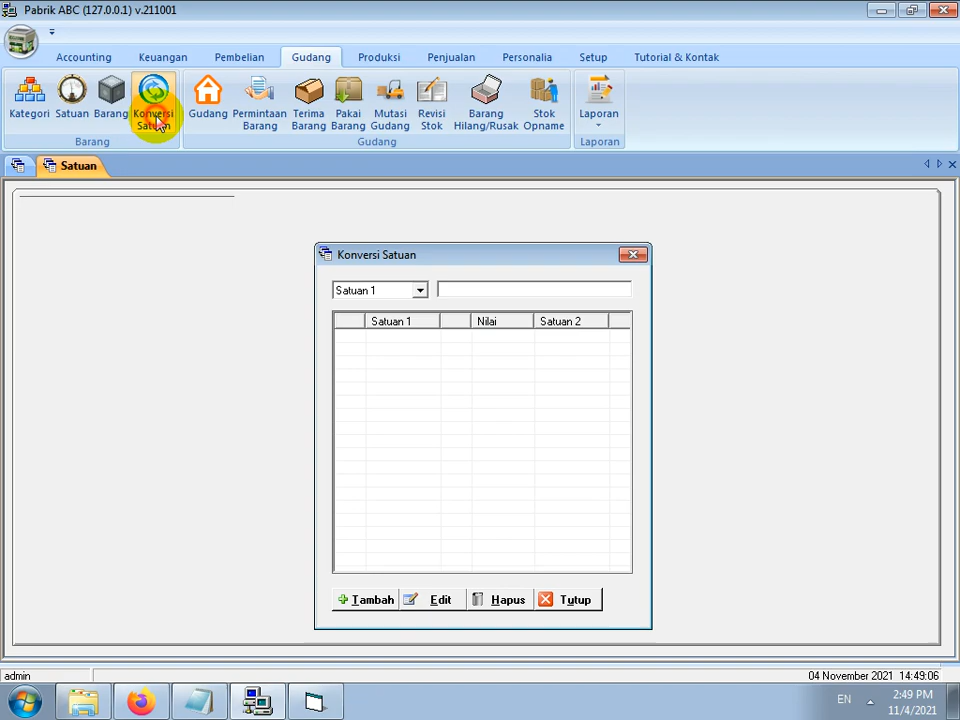 Pabrik ABC (127.0.0.1) v.211001
Accounting Keuangan Pembelian Gudang Produksi Penjualan Personalia Setup Tutorial & Kontak
Kategori Satuan Barang Konversi Satuan Gudang Permintaan Barang Terima Barang Pakai Barang Mutasi Gudang Revisi Stok Barang Hilang/Rusak Stok Opname Laporan
Barang Gudang Laporan
Satuan
Konversi Satuan
Satuan 1
Satuan 1 Nilai Satuan 2
Tambah Edit Hapus Tutup
admin 04 November 2021 14:49:06
EN 2:49 PM
11/4/2021